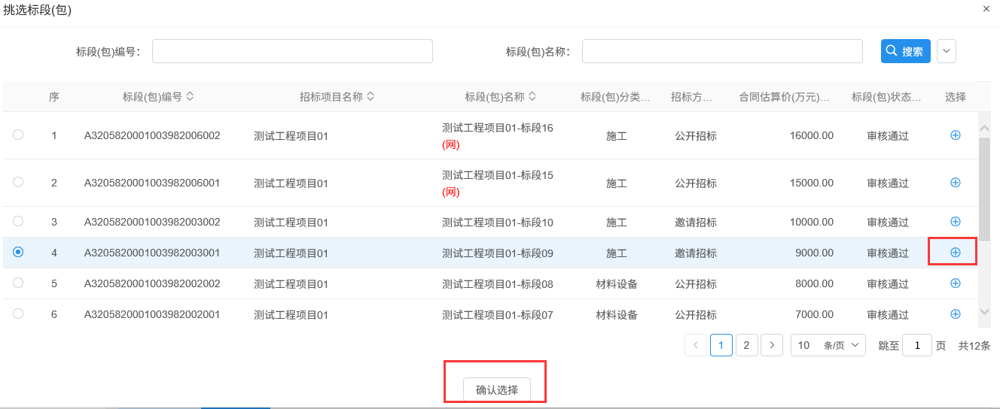 挑选标段(包)
×
标段(包)编号：
标段(包)名称：
搜索
序 标段(包)编号 招标项目名称 标段(包)名称 标段(包)分类... 招标方... 合同估算价(万元)... 标段(包)状态... 选择
1 A3205820001003982006002 测试工程项目01 测试工程项目01-标段16 施工 公开招标 16000.00 审核通过
(网)
2 A3205820001003982006001 测试工程项目01 测试工程项目01-标段15 施工 公开招标 15000.00 审核通过
(网)
3 A3205820001003982003002 测试工程项目01 测试工程项目01-标段10 施工 邀请招标 10000.00 审核通过
4 A3205820001003982003001 测试工程项目01 测试工程项目01-标段09 施工 邀请招标 9000.00 审核通过
5 A3205820001003982002002 测试工程项目01 测试工程项目01-标段08 材料设备 公开招标 8000.00 审核通过
6 A3205820001003982002001 测试工程项目01 测试工程项目01-标段07 材料设备 公开招标 7000.00 审核通过
1 2 10 条/页 跳至 1 页 共12条
确认选择